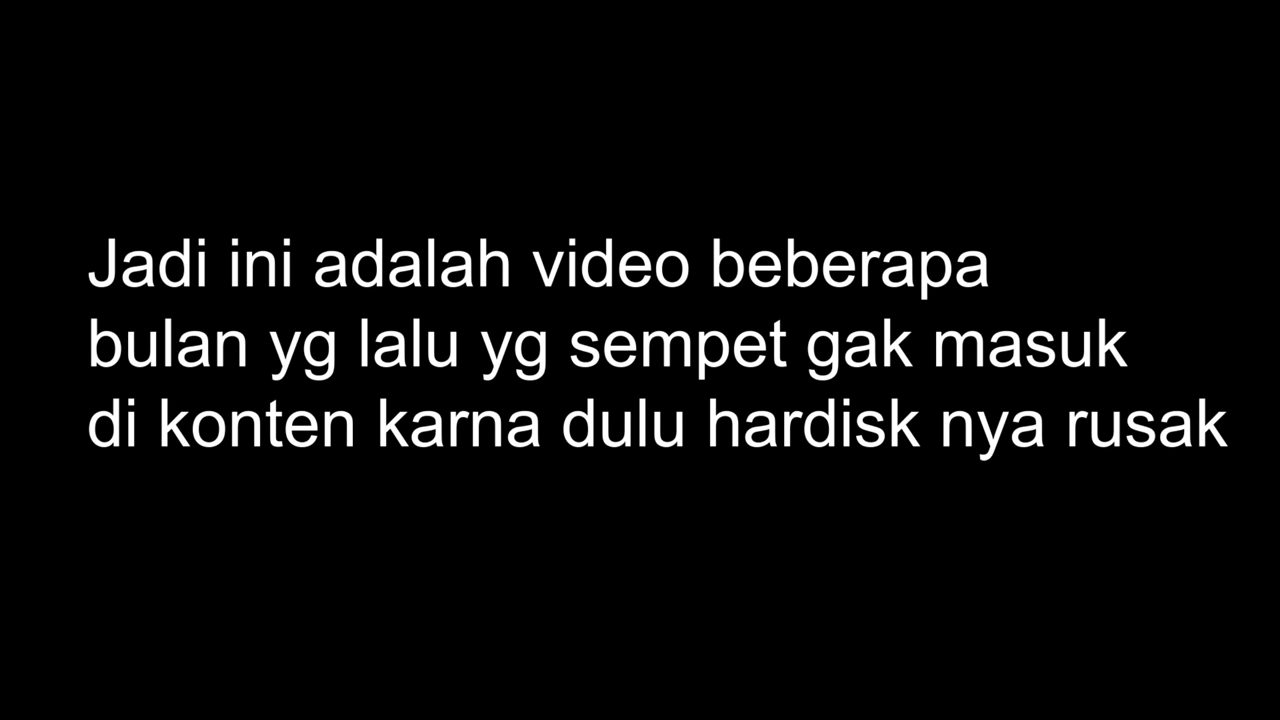 Jadi ini adalah video beberapa
bulan yg lalu yg sempet gak masuk
di konten karna dulu hardisk nya rusak